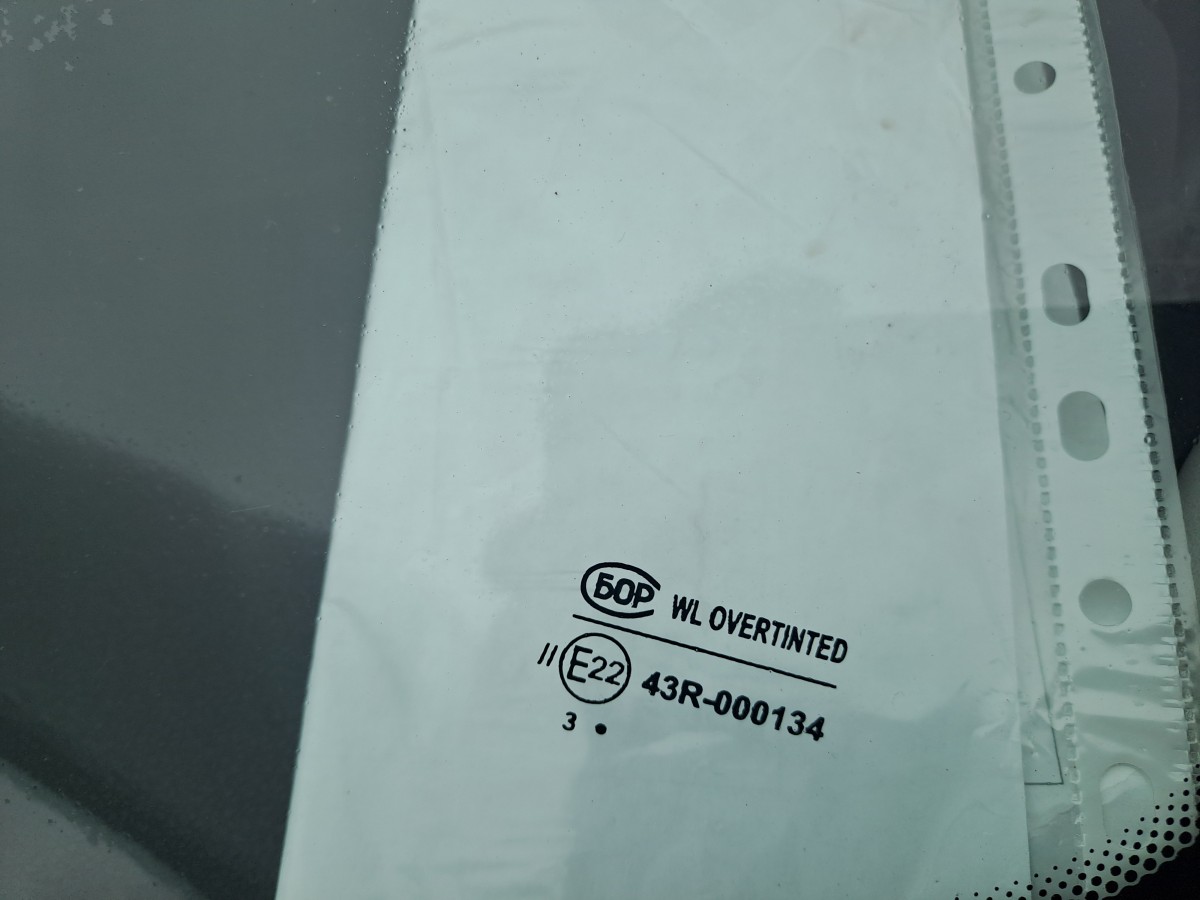 БОР WL OVERTINTED
II E22 43R-000134
3 •